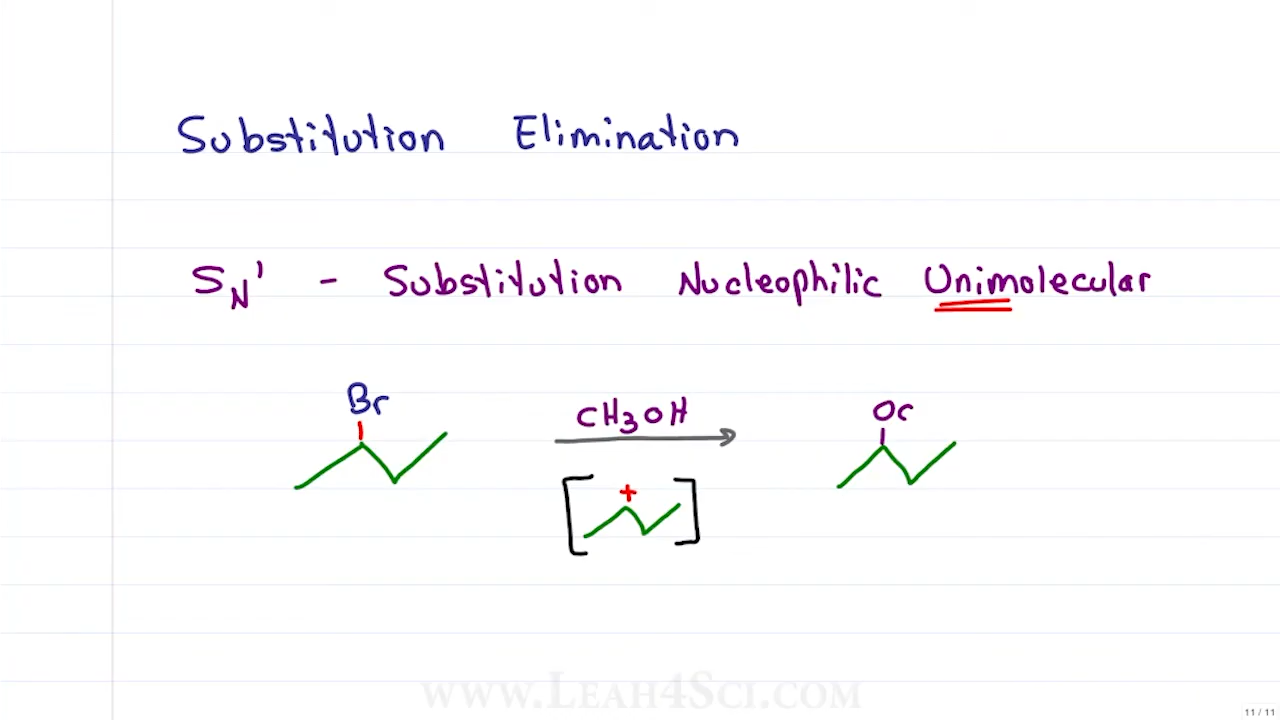 Substitution Elimination
SN1 - Substitution Nucleophilic Unimolecular
Br
CH3OH
Oc
+
www.Leah4Sci.com
11 / 11